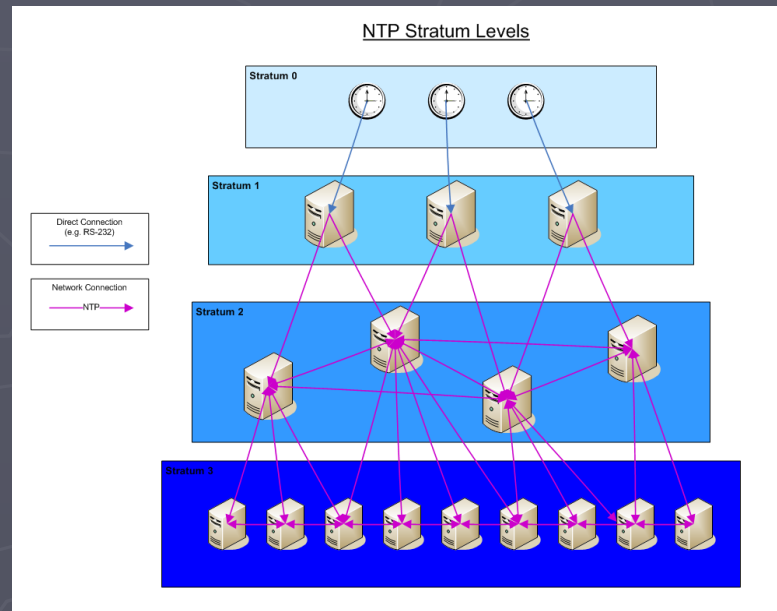 NTP Stratum Levels
Stratum 0
Stratum 1
Direct Connection
(e.g. RS-232)
Network Connection
NTP
Stratum 2
Stratum 3